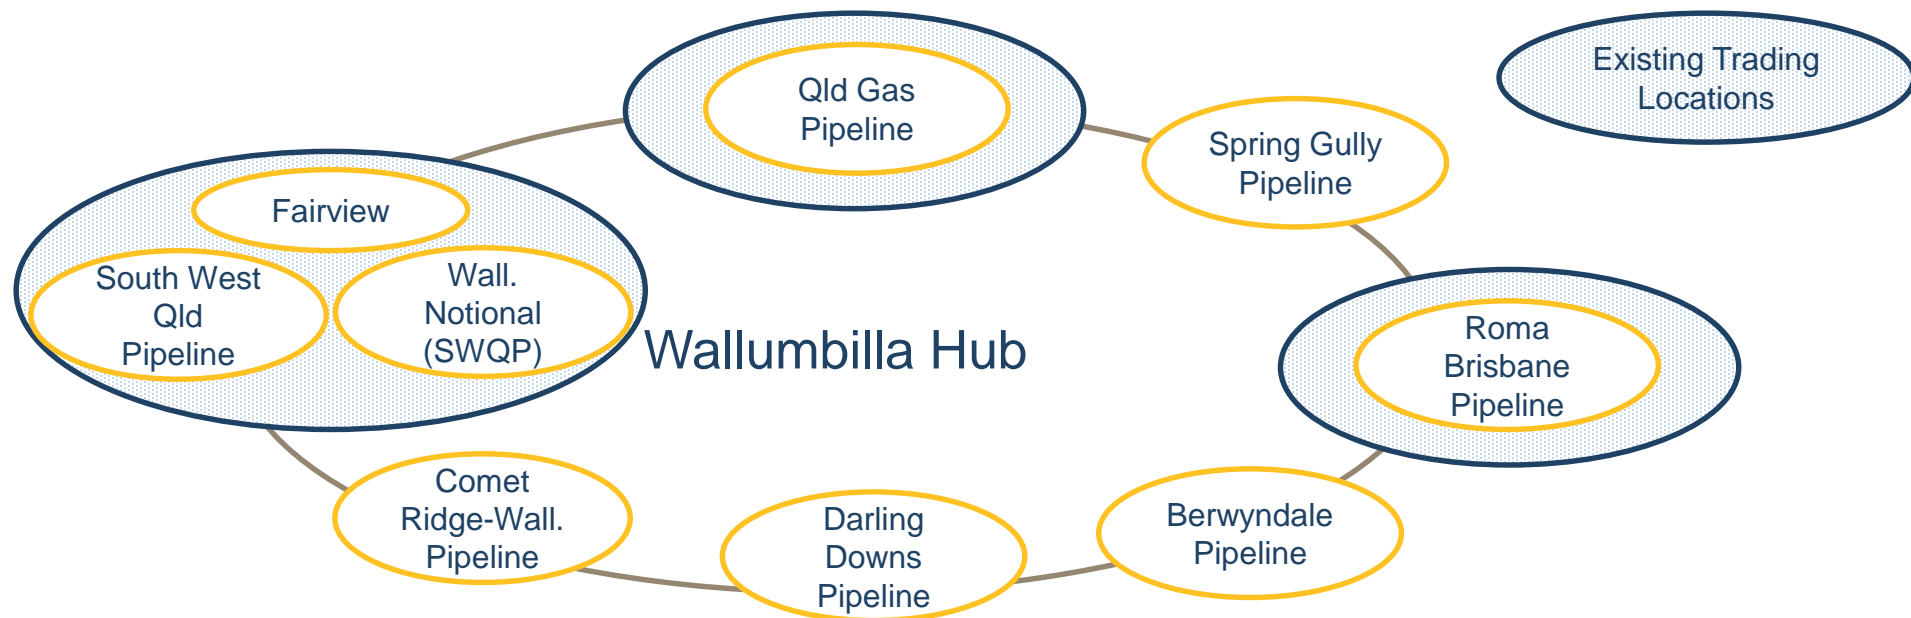 Qld Gas
Pipeline
Existing Trading
Locations
Spring Gully
Pipeline
Fairview
South West
Qld
Pipeline
Wall.
Notional
(SWQP)
Wallumbilla Hub
Roma
Brisbane
Pipeline
Comet
Ridge-Wall.
Pipeline
Darling
Downs
Pipeline
Berwyndale
Pipeline